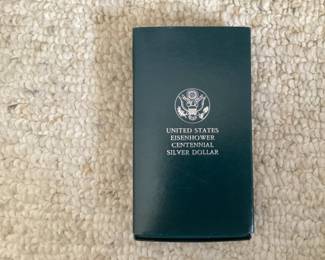 UNITED STATES
EISENHOWER
CENTENNIAL
SILVER DOLLAR